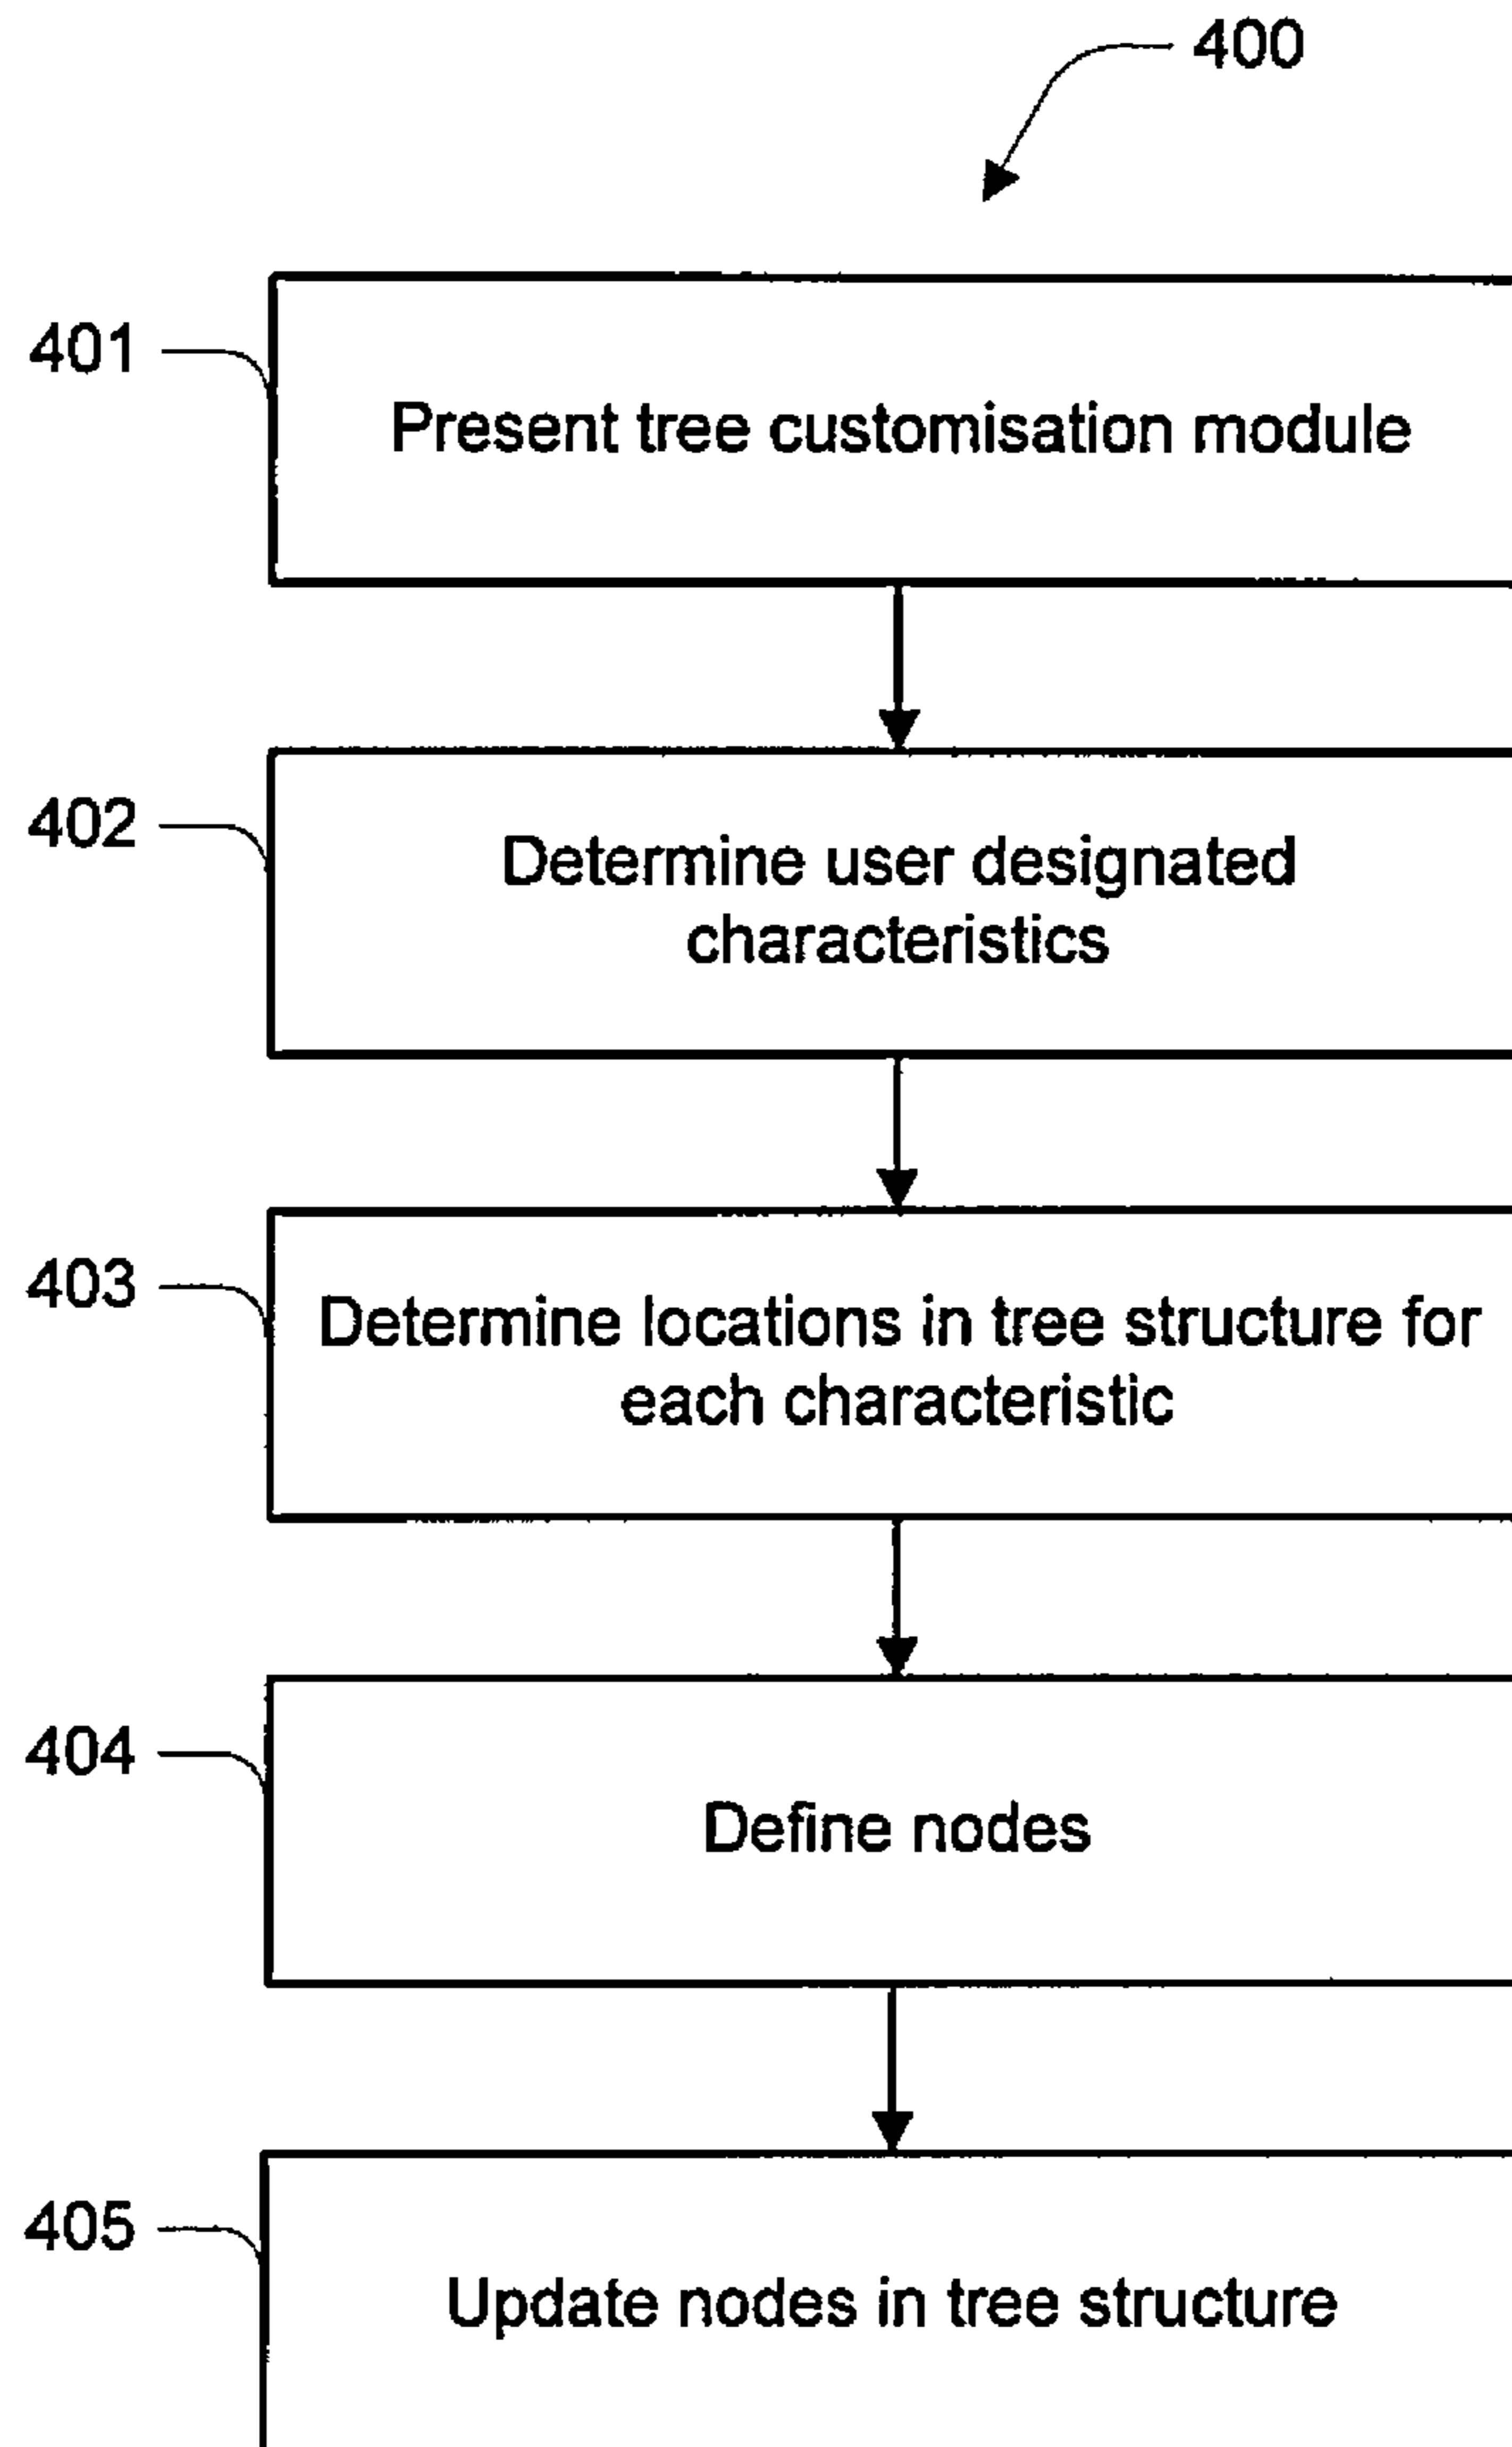 400
401
Present tree customisation module
402
Determine user designated
characteristics
403
Determine locations in tree structure for
each characteristic
404
Define nodes
405
Update nodes in tree structure